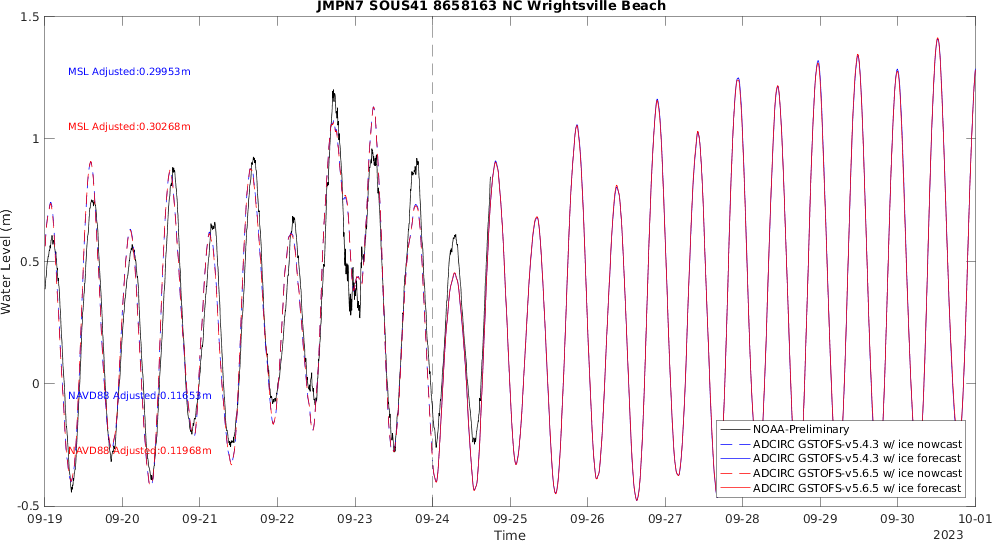 JMPN7 SOUS41 8658163 NC Wrightsville Beach
1.5
MSL Adjusted:0.29953m
MSL Adjusted:0.30268m
1
Water Level (m)
0.5
0
NAVD88 Adjusted:0.11653m
NAVD88 Adjusted:0.11968m
-0.5
NOAA-Preliminary
ADCIRC GSTOFS-v5.4.3 w/ ice nowcast
ADCIRC GSTOFS-v5.4.3 w/ ice forecast
ADCIRC GSTOFS-v5.6.5 w/ ice nowcast
ADCIRC GSTOFS-v5.6.5 w/ ice forecast
09-19 09-20 09-21 09-22 09-23 09-24 09-25 09-26 09-27 09-28 09-29 09-30 10-01
Time
2023